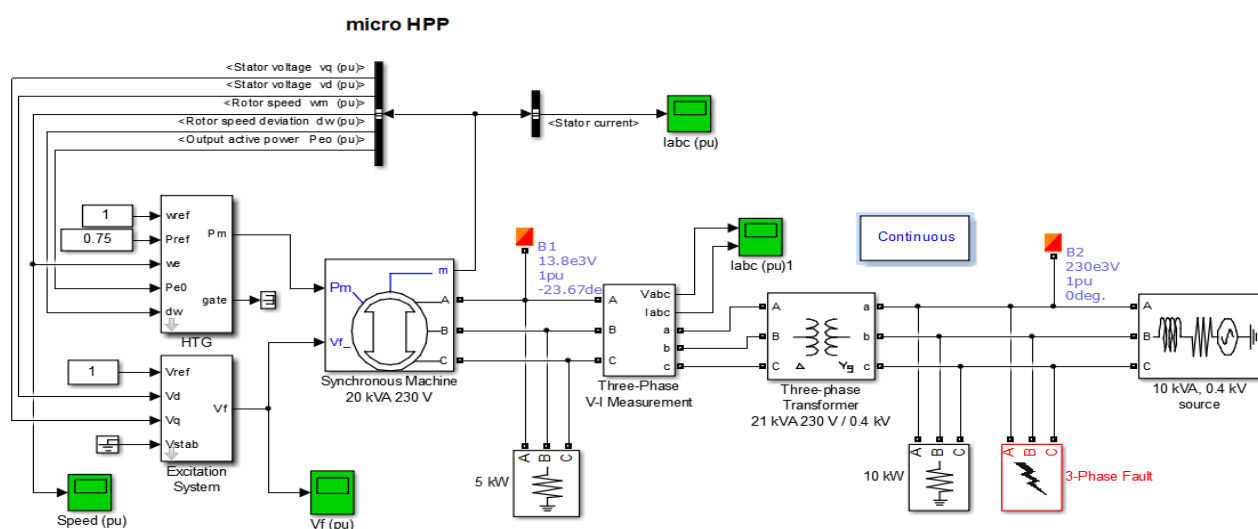 micro HPP
<Stator voltage vq (pu)>
<Stator voltage vd (pu)>
<Rotor speed wm (pu)>
<Rotor speed deviation dw (pu)>
<Output active power Peo (pu)>
<Stator current>
Iabc (pu)
1
0.75
wref
Pref
we
Pe0
dw
Pm
gate
HTG
1
Vref
Vd
Vq
Vstab
Vf
Excitation
System
Speed (pu)
Vf (pu)
Pm
Vf_
m
A
B
C
Synchronous Machine
20 kVA 230 V
B1
13.8e3V
1pu
-23.67de
5 kW
A B C
A
B
C
Vabc
Iabc
a
b
c
Three-Phase
V-I Measurement
Iabc (pu)1
Continuous
A
B
C
a
b
c
Δ Yg
Three-phase
Transformer
21 kVA 230 V / 0.4 kV
B2
230e3V
1pu
0deg.
10 kW
A B C
A B C
3-Phase Fault
A
B
C
10 kVA, 0.4 kV
source